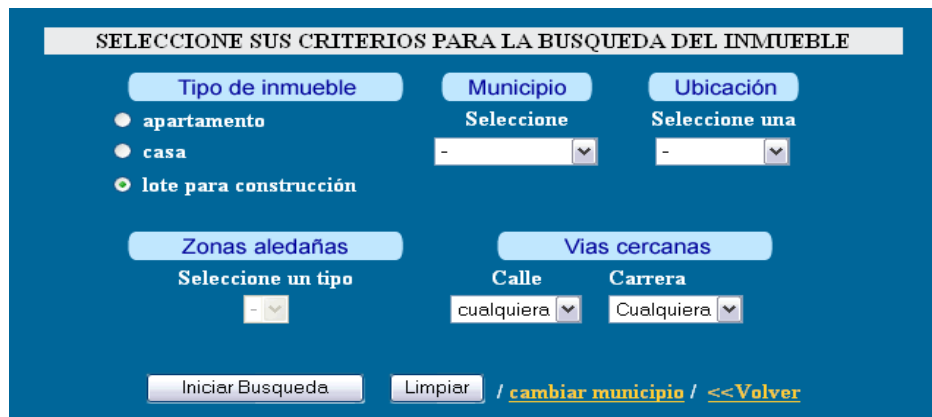 SELECCIONE SUS CRITERIOS PARA LA BUSQUEDA DEL INMUEBLE
Tipo de inmueble
Municipio
Ubicación
apartamento
Seleccione
Seleccione una
casa
-
-
lote para construcción
Zonas aledañas
Vias cercanas
Seleccione un tipo
Calle
Carrera
-
cualquiera
Cualquiera
Iniciar Busqueda
Limpiar
/ cambiar municipio / <<Volver